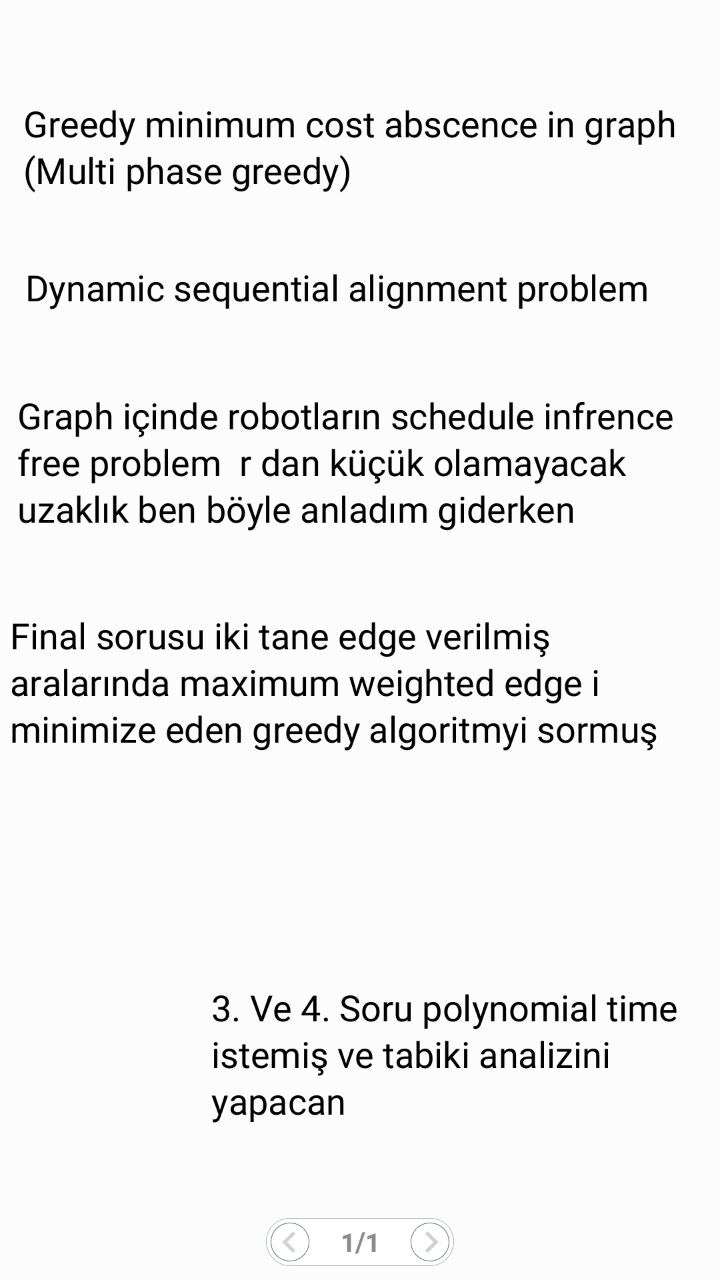 Greedy minimum cost abscence in graph
(Multi phase greedy)
Dynamic sequential alignment problem
Graph içinde robotların schedule infrence
free problem  r dan küçük olamayacak
uzaklık ben böyle anladım giderken
Final sorusu iki tane edge verilmiş
aralarında maximum weighted edge i
minimize eden greedy algoritmyi sormuş
3. Ve 4. Soru polynomial time
istemiş ve tabiki analizini
yapacan
1/1